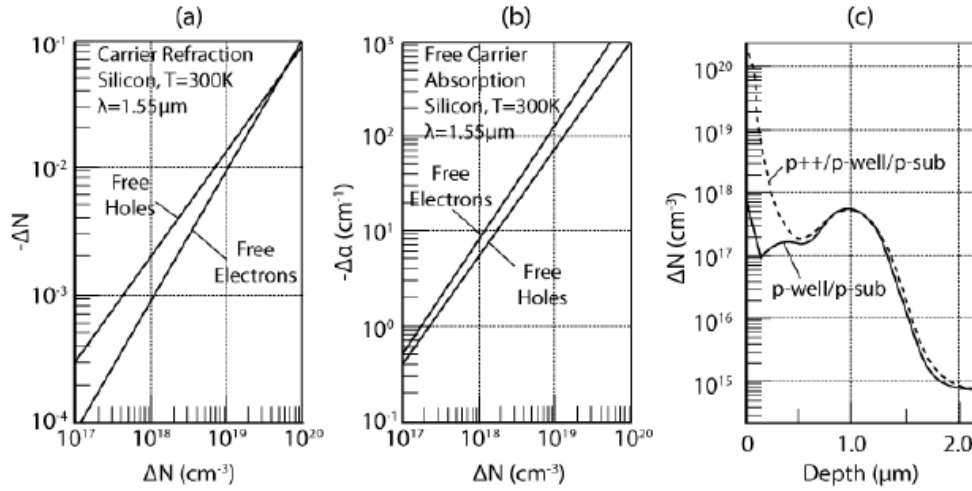 (a)
10⁻¹
Carrier Refraction
Silicon, T=300K
λ=1.55μm
10⁻²
Free
Holes
Free
Electrons
-ΔN
10⁻³
10⁻⁴
10¹⁷
10¹⁸
10¹⁹
10²⁰
ΔN (cm⁻³)
(b)
10³
Free Carrier
Absorption
Silicon, T=300K
λ=1.55μm
10²
Free
Electrons
-Δα (cm⁻¹)
10¹
Free
Holes
10⁰
10⁻¹
10¹⁷
10¹⁸
10¹⁹
10²⁰
ΔN (cm⁻³)
(c)
10²⁰
10¹⁹
p++/p-well/p-sub
10¹⁸
ΔN (cm⁻³)
10¹⁷
p-well/p-sub
10¹⁶
10¹⁵
0
1.0
2.0
Depth (μm)